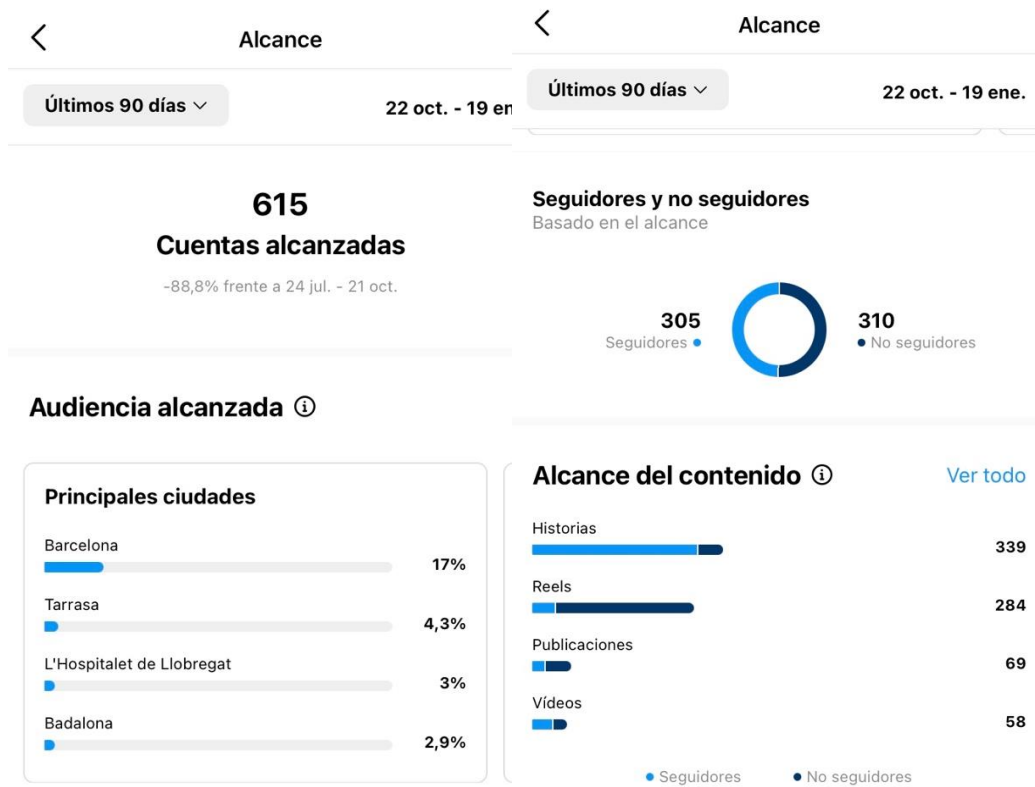 Alcance
Últimos 90 días
22 oct. - 19 en
615
Cuentas alcanzadas
-88,8% frente a 24 jul. - 21 oct.
Audiencia alcanzada
Principales ciudades
Barcelona
17%
Tarrasa
4,3%
L'Hospitalet de Llobregat
3%
Badalona
2,9%
Alcance
Últimos 90 días
22 oct. - 19 ene.
Seguidores y no seguidores
Basado en el alcance
305
Seguidores
310
No seguidores
Alcance del contenido
Ver todo
Historias
339
Reels
284
Publicaciones
69
Vídeos
58
Seguidores
No seguidores